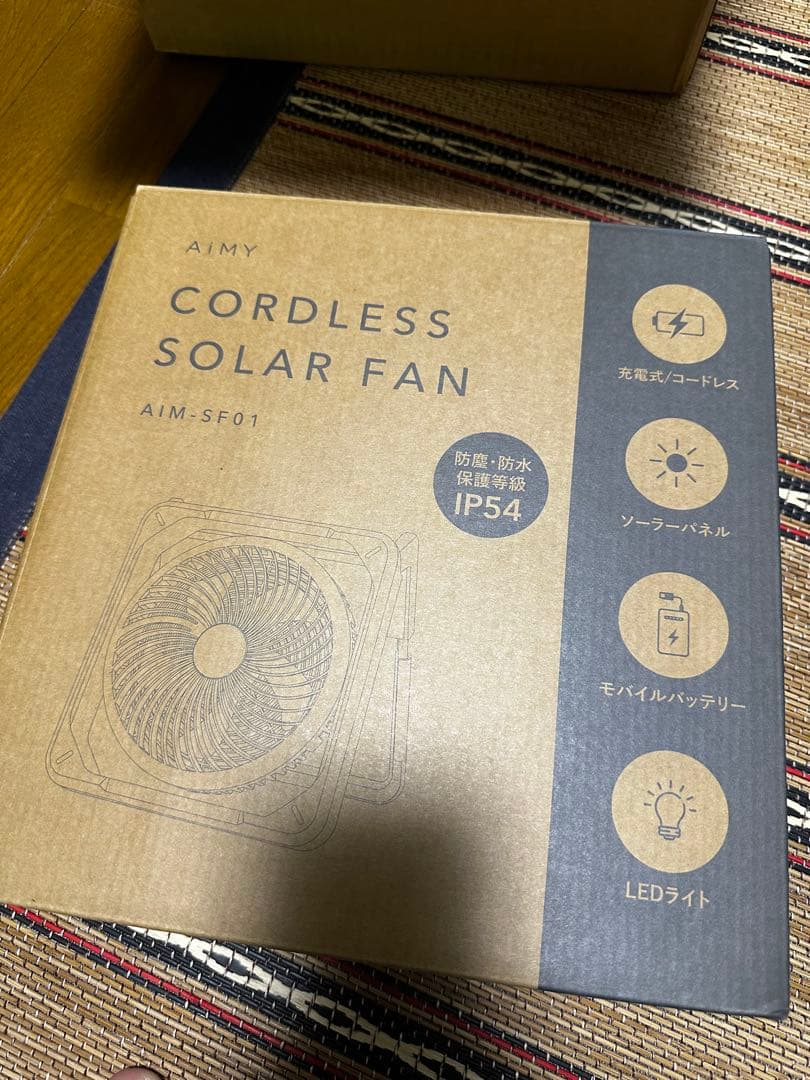 AiMY
CORDLESS
SOLAR FAN
AIM-SF01
防塵・防水
保護等級
IP54
充電式/コードレス
ソーラーパネル
モバイルバッテリー
LEDライト